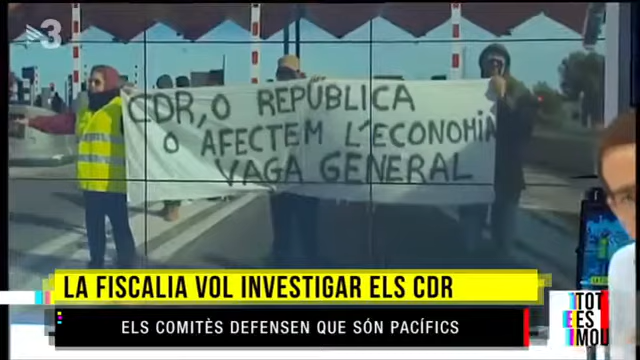 3
CDR, O REPÚBLICA
O AFECTEM L'ECONOMIA
VAGA GENERAL
LA FISCALIA VOL INVESTIGAR ELS CDR
ELS COMITÈS DEFENSEN QUE SÓN PACÍFICS
TOT
ES
MOU